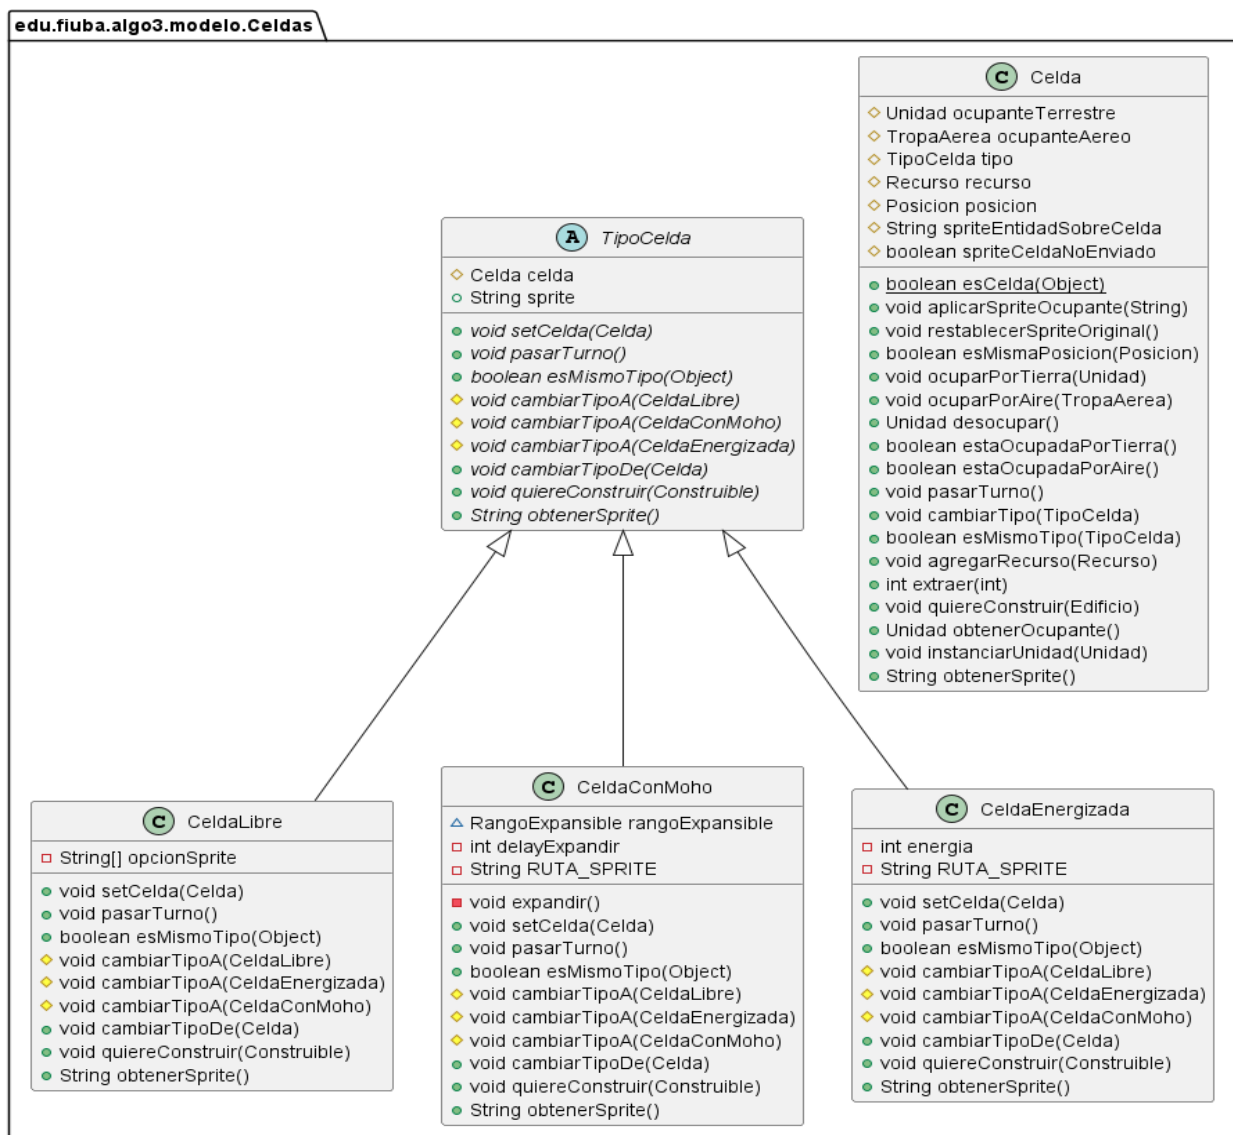 edu.fiuba.algo3.modelo.Celdas
C Celda
Unidad ocupanteTerrestre
TropaAerea ocupanteAereo
TipoCelda tipo
Recurso recurso
Posicion posicion
String spriteEntidadSobreCelda
boolean spriteCeldaNoEnviado
boolean esCelda(Object)
void aplicarSpriteOcupante(String)
void restablecerSpriteOriginal()
boolean esMismaPosicion(Posicion)
void ocuparPorTierra(Unidad)
void ocuparPorAire(TropaAerea)
Unidad desocupar()
boolean estaOcupadaPorTierra()
boolean estaOcupadaPorAire()
void pasarTurno()
void cambiarTipo(TipoCelda)
boolean esMismoTipo(TipoCelda)
void agregarRecurso(Recurso)
int extraer(int)
void quiereConstruir(Edificio)
Unidad obtenerOcupante()
void instanciarUnidad(Unidad)
String obtenerSprite()
A TipoCelda
Celda celda
String sprite
void setCelda(Celda)
void pasarTurno()
boolean esMismoTipo(Object)
void cambiarTipoA(CeldaLibre)
void cambiarTipoA(CeldaConMoho)
void cambiarTipoA(CeldaEnergizada)
void cambiarTipoDe(Celda)
void quiereConstruir(Construible)
String obtenerSprite()
C CeldaLibre
String[] opcionSprite
void setCelda(Celda)
void pasarTurno()
boolean esMismoTipo(Object)
void cambiarTipoA(CeldaLibre)
void cambiarTipoA(CeldaEnergizada)
void cambiarTipoA(CeldaConMoho)
void cambiarTipoDe(Celda)
void quiereConstruir(Construible)
String obtenerSprite()
C CeldaConMoho
RangoExpansible rangoExpansible
int delayExpandir
String RUTA_SPRITE
void expandir()
void setCelda(Celda)
void pasarTurno()
boolean esMismoTipo(Object)
void cambiarTipoA(CeldaLibre)
void cambiarTipoA(CeldaEnergizada)
void cambiarTipoA(CeldaConMoho)
void cambiarTipoDe(Celda)
void quiereConstruir(Construible)
String obtenerSprite()
C CeldaEnergizada
int energia
String RUTA_SPRITE
void setCelda(Celda)
void pasarTurno()
boolean esMismoTipo(Object)
void cambiarTipoA(CeldaLibre)
void cambiarTipoA(CeldaEnergizada)
void cambiarTipoA(CeldaConMoho)
void cambiarTipoDe(Celda)
void quiereConstruir(Construible)
String obtenerSprite()